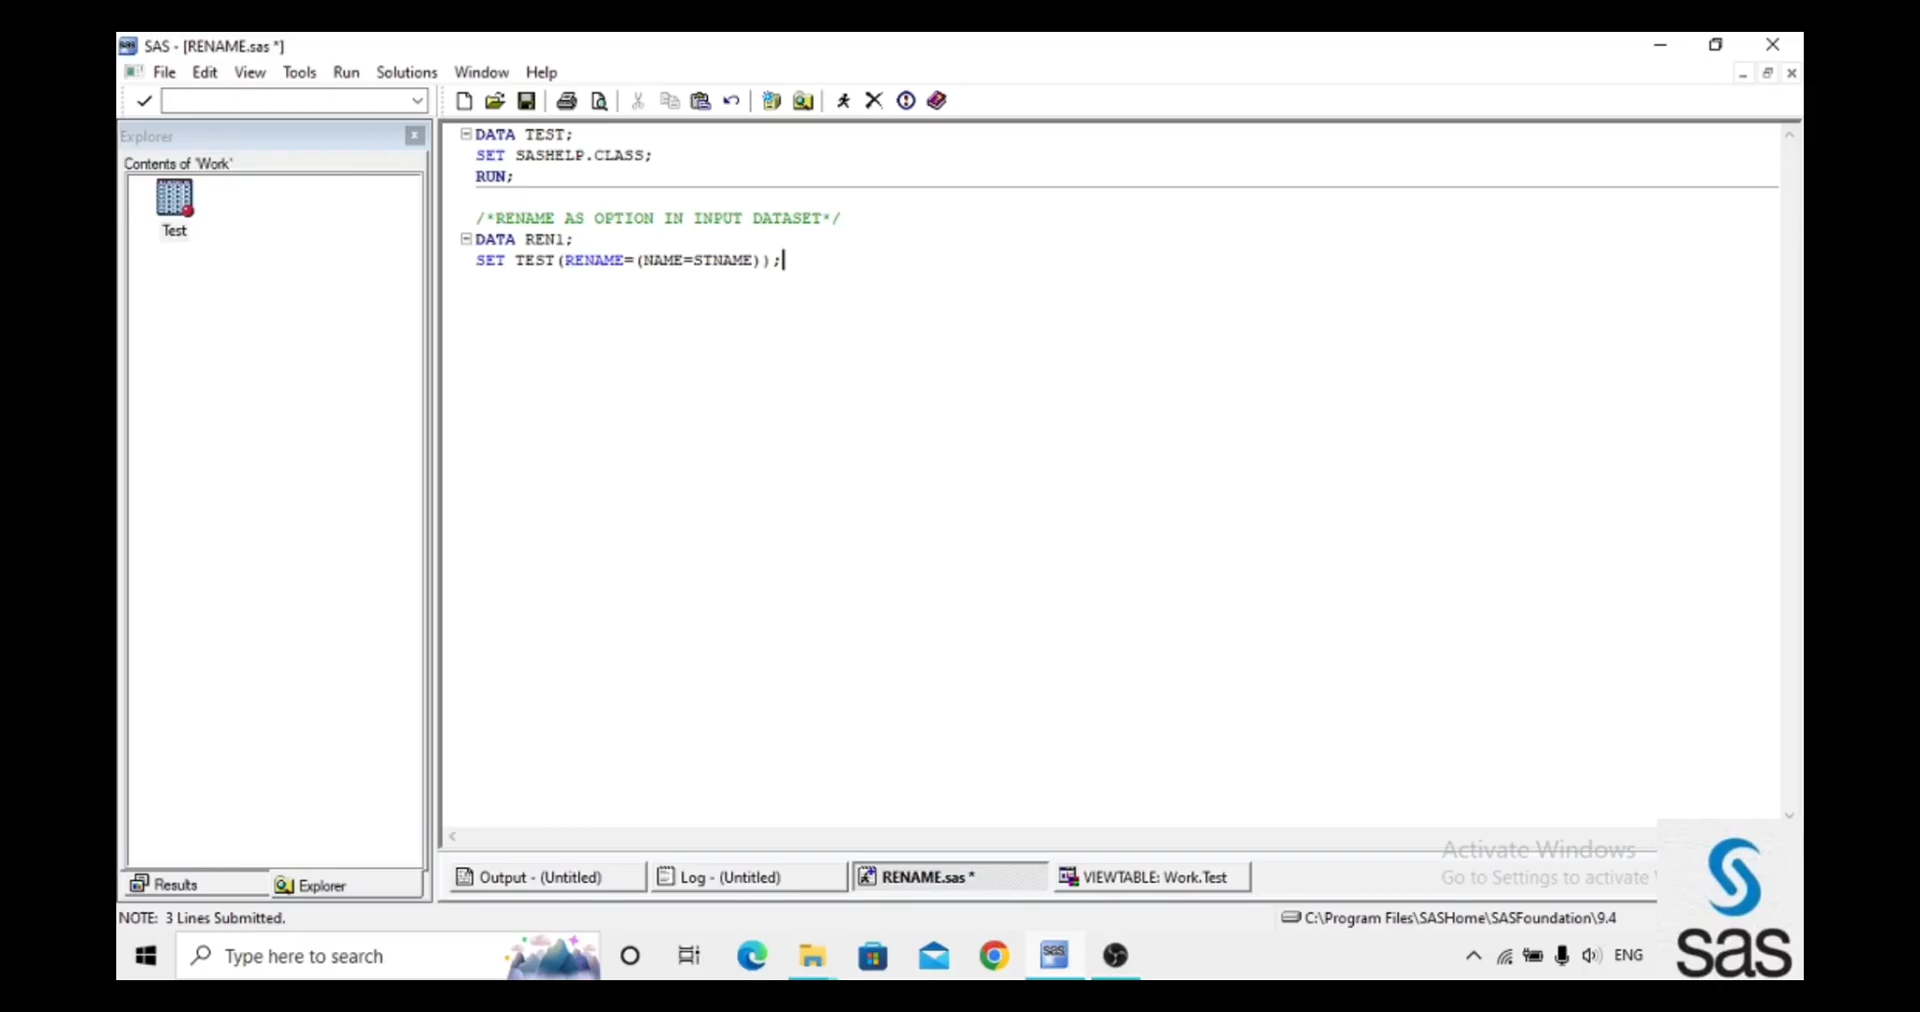 SAS - [RENAME.sas *]
File Edit View Tools Run Solutions Window Help
Explorer
Contents of 'Work'
Test
DATA TEST;
SET SASHELP.CLASS;
RUN;
/*RENAME AS OPTION IN INPUT DATASET*/
DATA REN1;
SET TEST(RENAME=(NAME=STNAME));
Activate Windows
Go to Settings to activate
Results Explorer
Output - (Untitled) Log - (Untitled) RENAME.sas * VIEWTABLE: Work.Test
NOTE: 3 Lines Submitted.
C:\Program Files\SASHome\SASFoundation\9.4
Type here to search
sas
ENG
sas